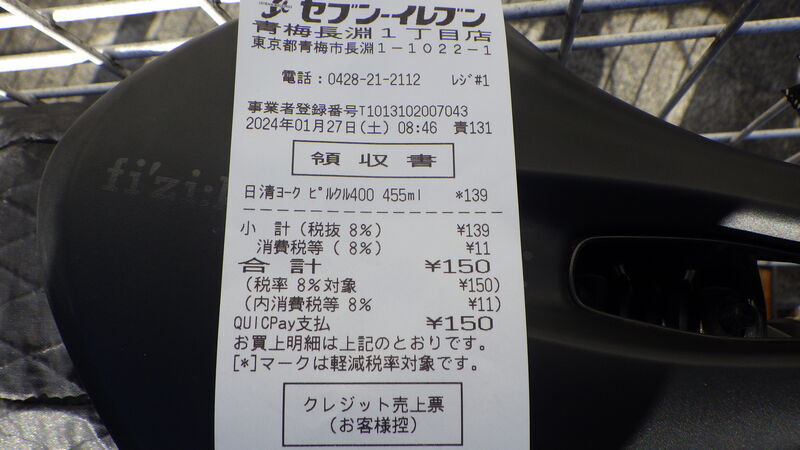 セブン-イレブン
青梅長淵1丁目店
東京都青梅市長淵1-1022-1
電話:0428-21-2112 レジ#1
事業者登録番号T1013102007043
2024年01月27日(土) 08:46 責131
領収書
日清ヨーク ピルクル400 455ml *139
小 計(税抜 8%) ¥139
消費税等( 8%) ¥11
合 計 ¥150
(税率 8%対象 ¥150)
(内消費税等 8% ¥11)
QUICPay支払 ¥150
お買上明細は上記のとおりです。
[*]マークは軽減税率対象です。
クレジット売上票
(お客様控)
fi'zi:k